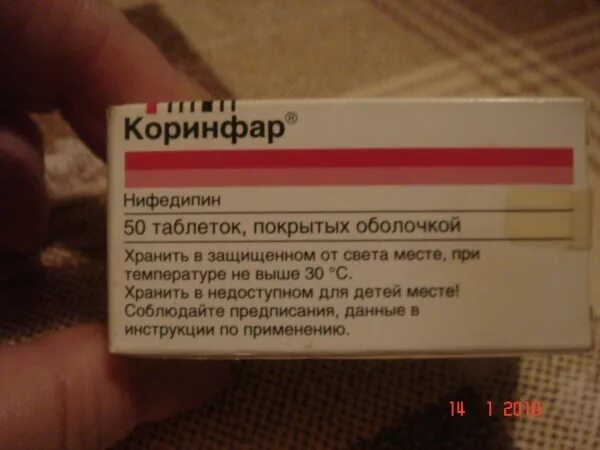 Коринфар®
Нифедипин
50 таблеток, покрытых оболочкой
Хранить в защищенном от света месте, при
температуре не выше 30 °C.
Хранить в недоступном для детей месте!
Соблюдайте предписания, данные в
инструкции по применению.
14 1 2010